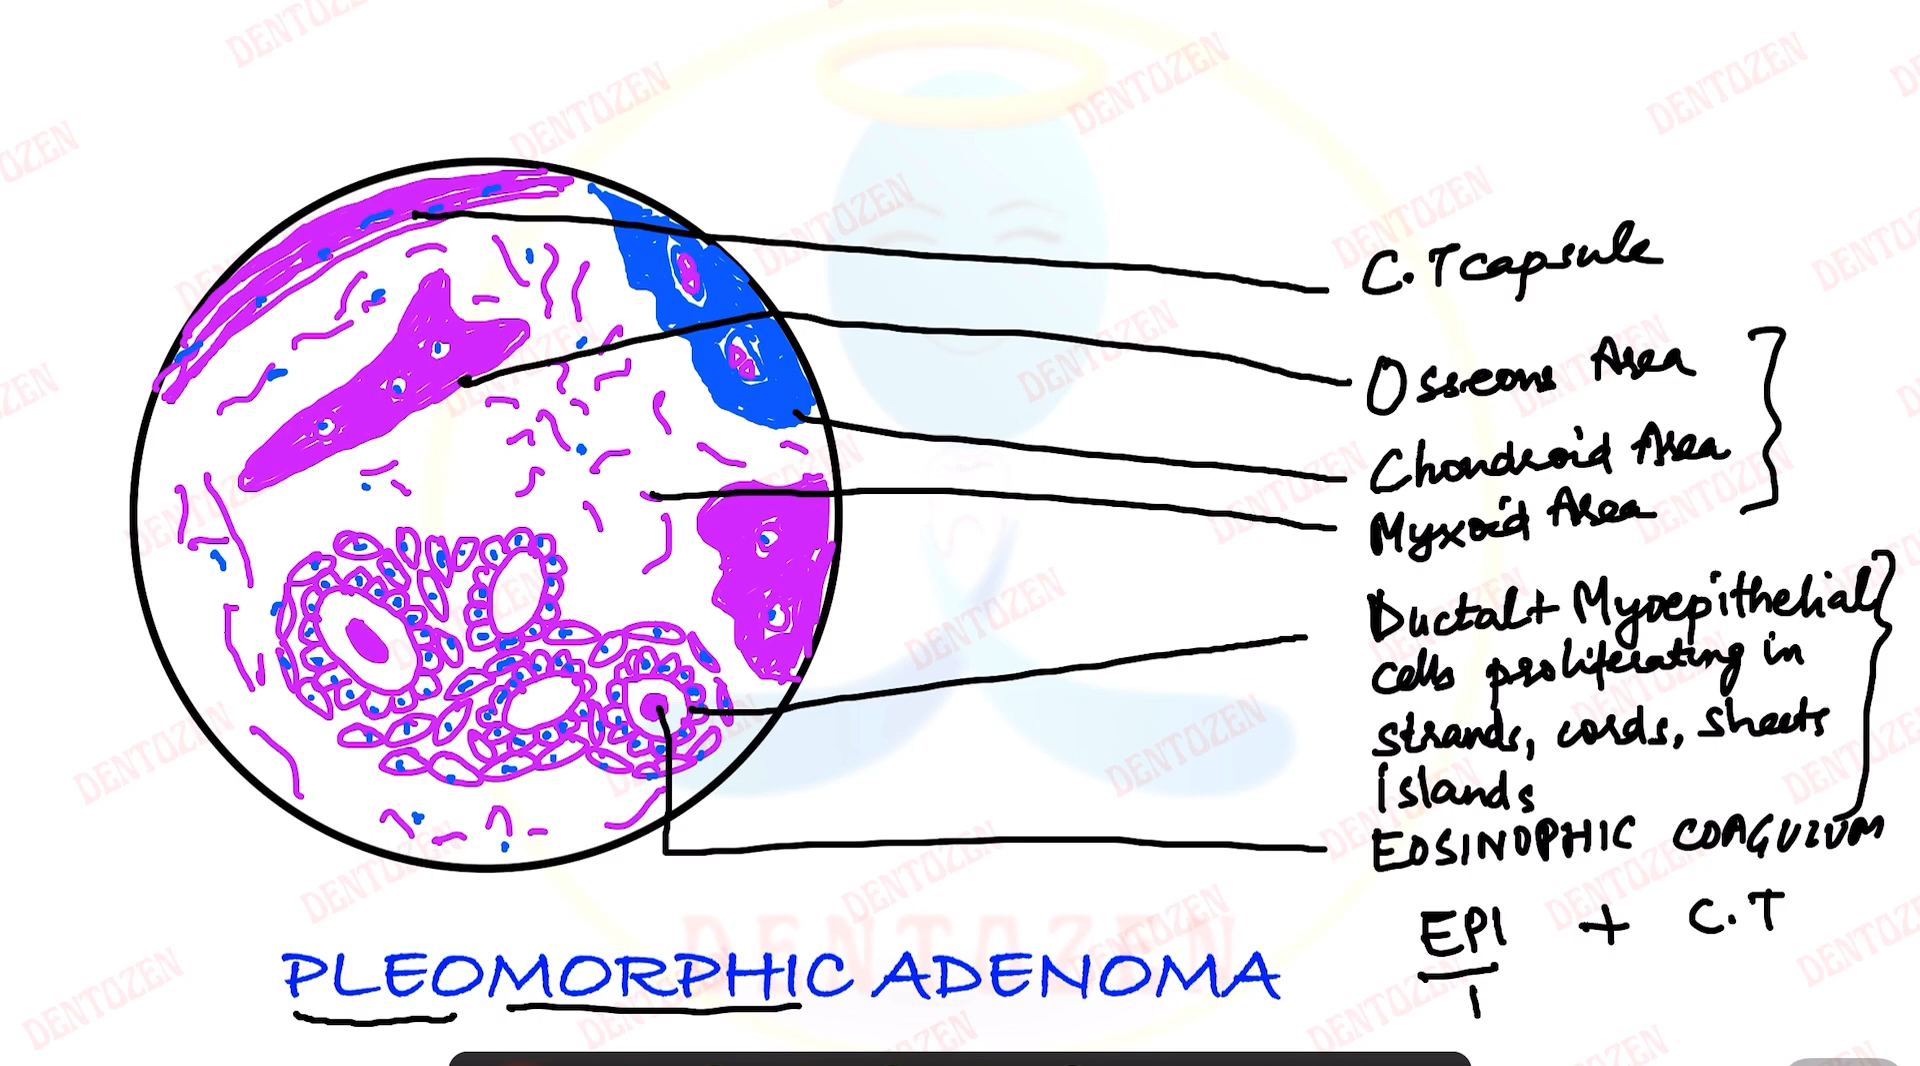 C.T capsule
Osseous Area
Chondroid Area
Myxoid Area
Ductal + Myoepithelial
cells proliferating in
strands, cords, sheets
islands
EOSINOPHIC COAGULUM
EPI + C.T
PLEOMORPHIC ADENOMA
DENTOZEN